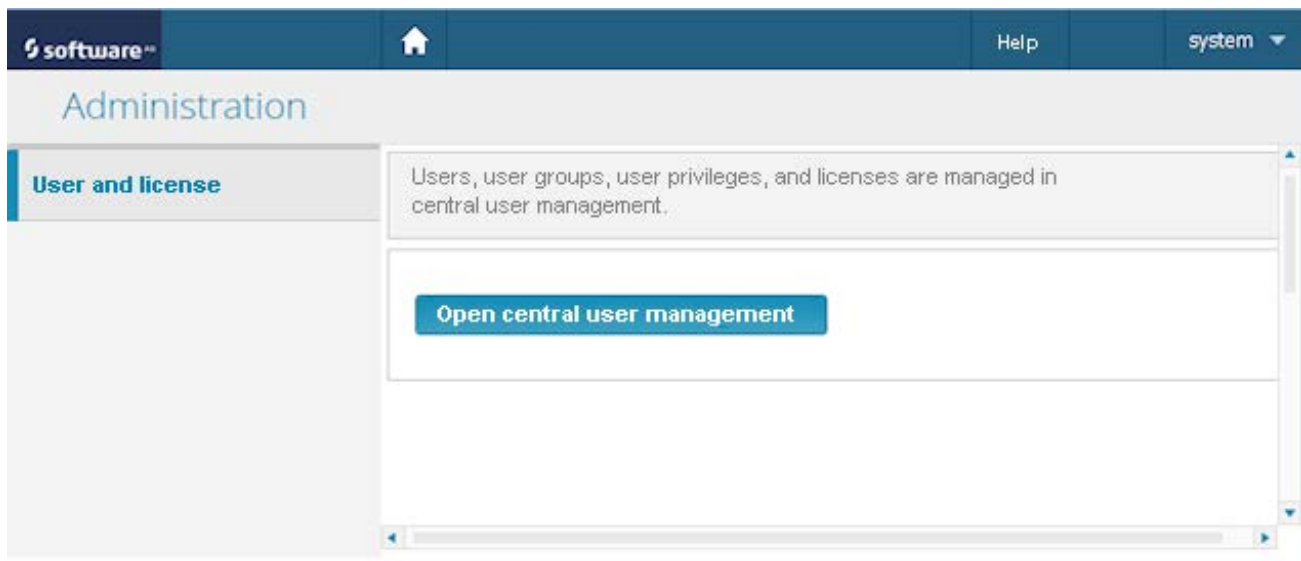 software AG
Help
system
Administration
User and license
Users, user groups, user privileges, and licenses are managed in
central user management.
Open central user management